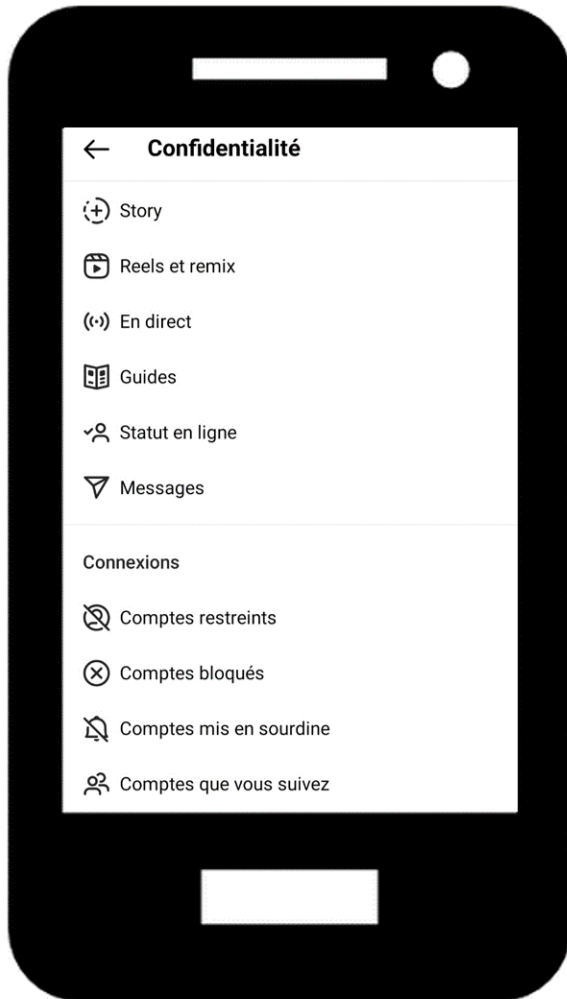 Confidentialité
Story
Reels et remix
En direct
Guides
Statut en ligne
Messages
Connexions
Comptes restreints
Comptes bloqués
Comptes mis en sourdine
Comptes que vous suivez